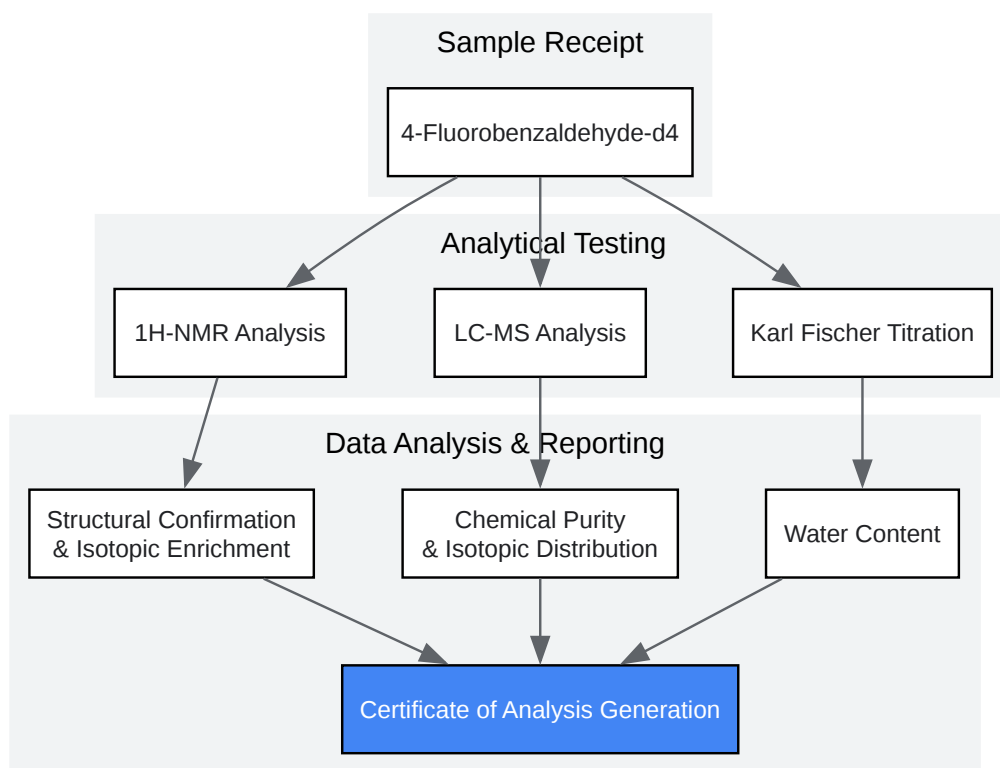 Sample Receipt
4-Fluorobenzaldehyde-d4
Analytical Testing
1H-NMR Analysis
LC-MS Analysis
Karl Fischer Titration
Data Analysis & Reporting
Structural Confirmation
& Isotopic Enrichment
Chemical Purity
& Isotopic Distribution
Water Content
Certificate of Analysis Generation